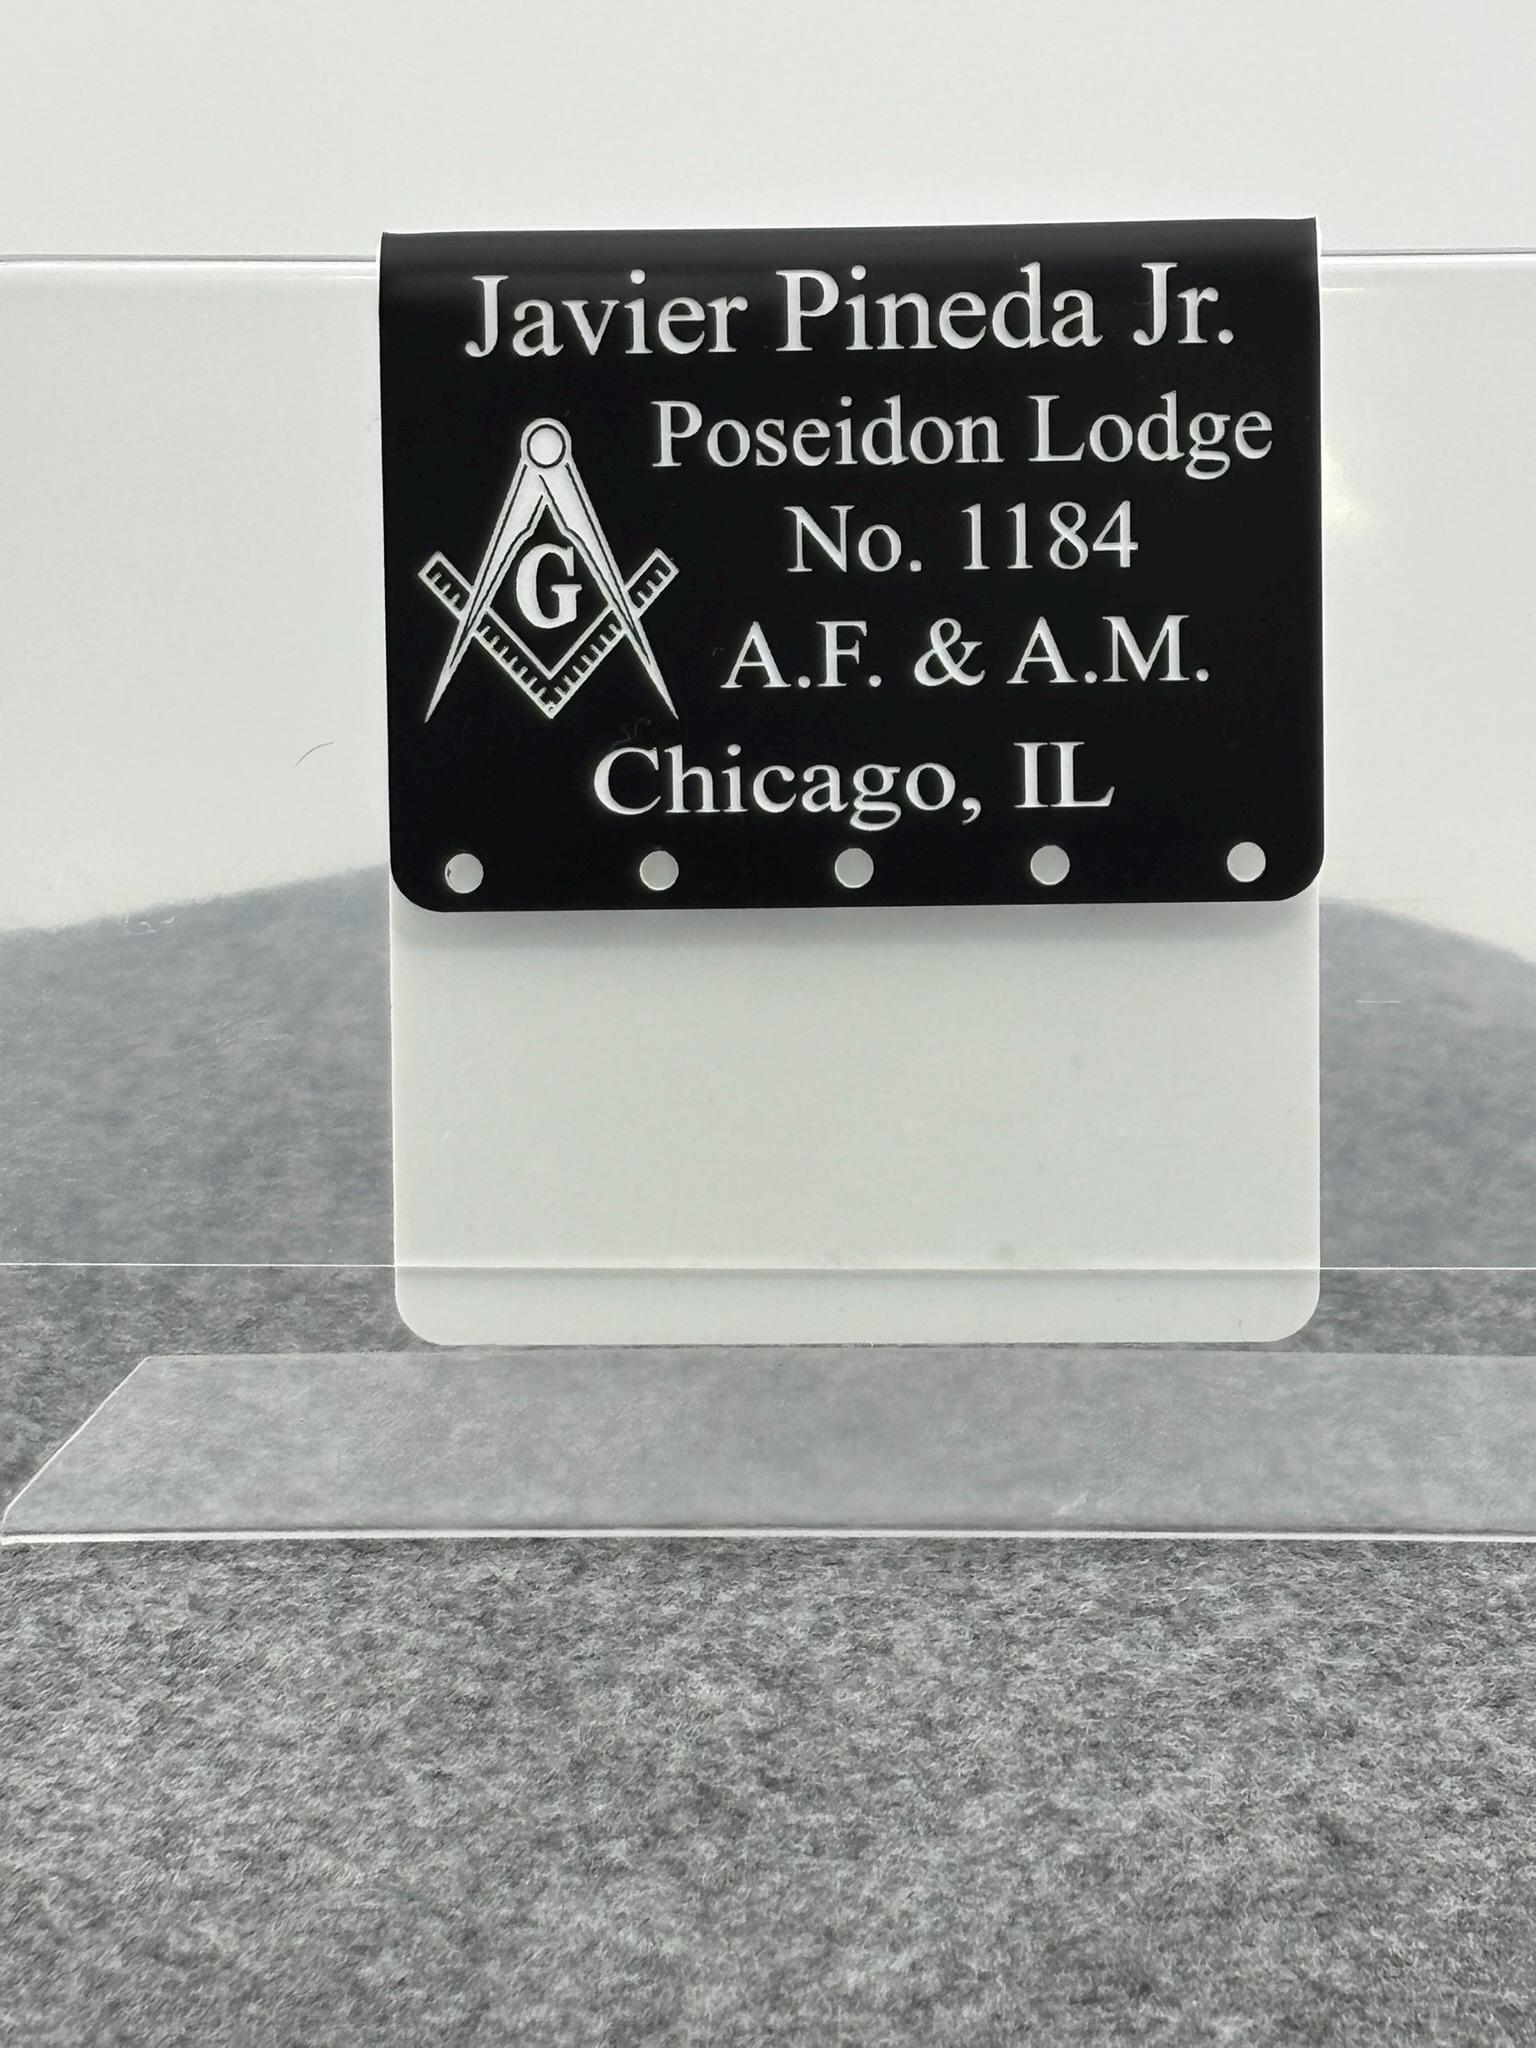 Javier Pineda Jr.
Poseidon Lodge
No. 1184
A.F. & A.M.
G
Chicago, IL